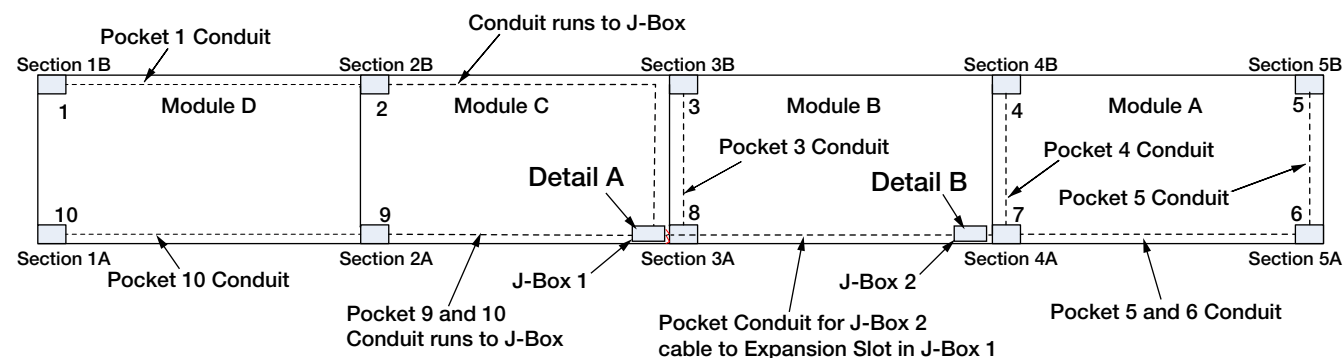 Conduit runs to J-Box
Pocket 1 Conduit
Section 1B
Section 2B
Section 3B
Section 4B
Section 5B
1
Module D
2
Module C
3
Module B
4
Module A
5
Pocket 3 Conduit
Pocket 4 Conduit
Detail A
Detail B
Pocket 5 Conduit
10
9
8
7
6
Section 1A
Section 2A
Section 3A
Section 4A
Section 5A
Pocket 10 Conduit
J-Box 1
J-Box 2
Pocket 9 and 10
Conduit runs to J-Box
Pocket Conduit for J-Box 2
cable to Expansion Slot in J-Box 1
Pocket 5 and 6 Conduit